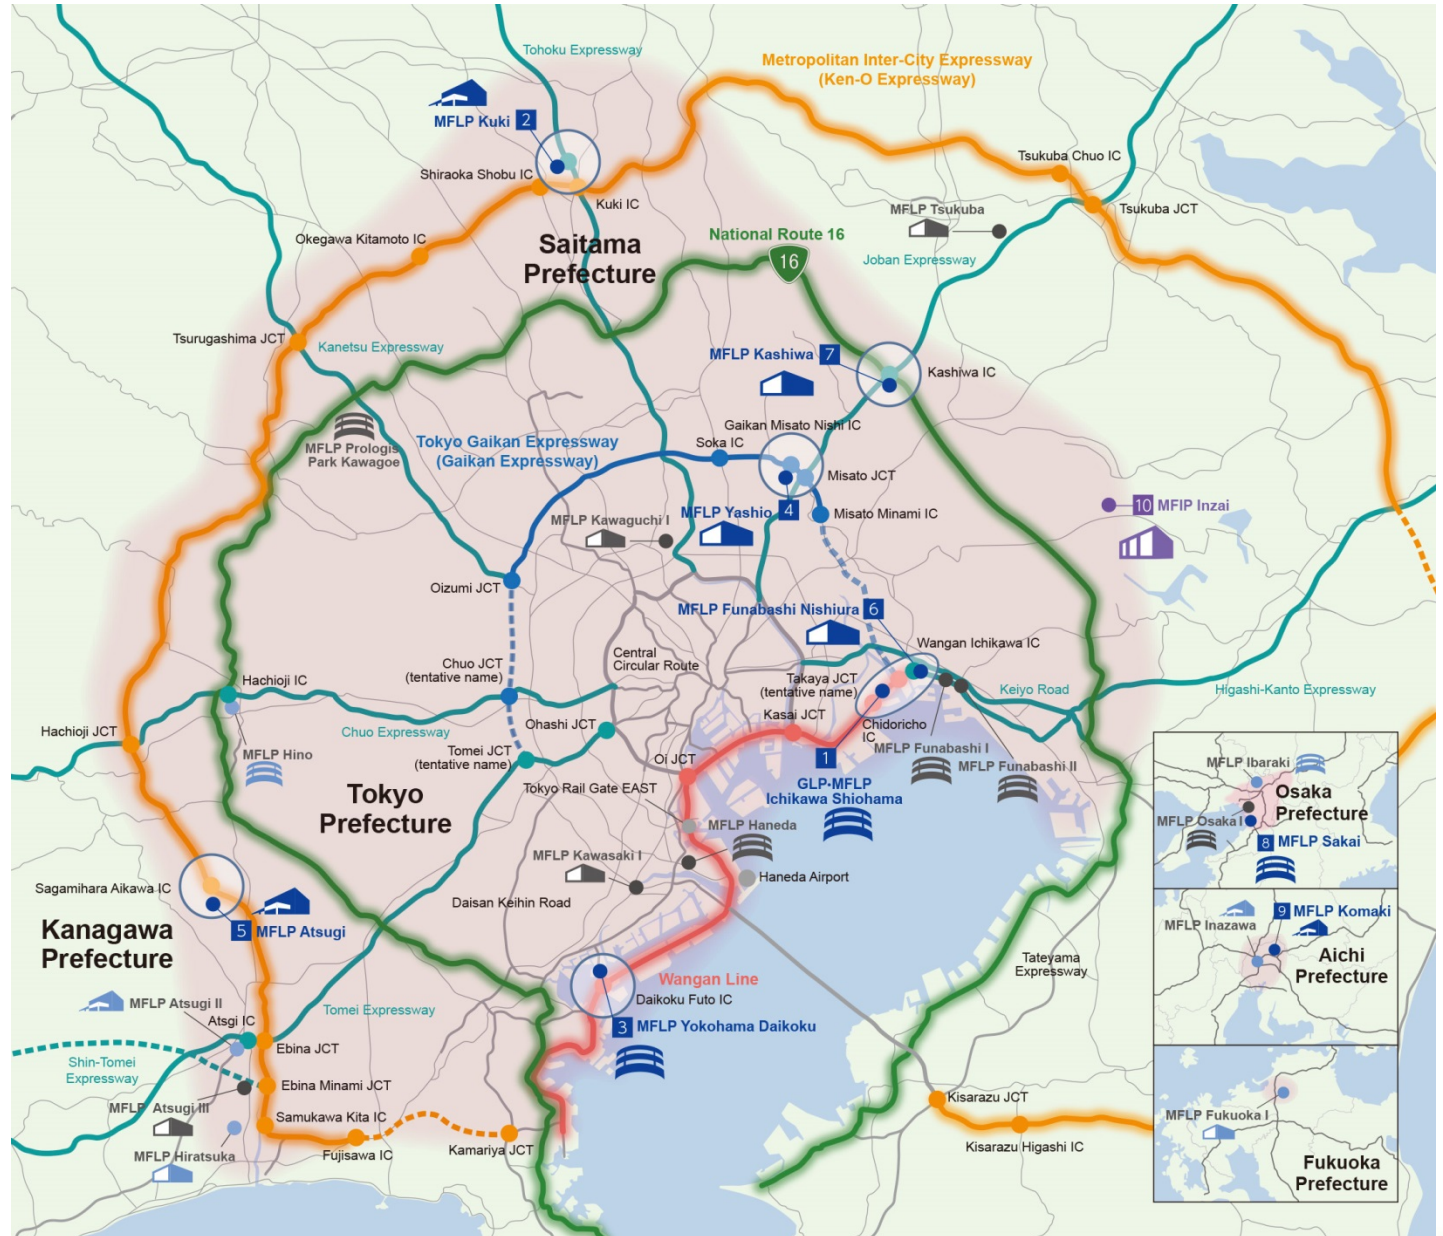 Tohoku Expressway
Metropolitan Inter-City Expressway
(Ken-O Expressway)
MFLP Kuki 2
Shiraoka Shobu IC
Kuki IC
Tsukuba Chuo IC
Tsukuba JCT
MFLP Tsukuba
Joban Expressway
Okegawa Kitamoto IC
Saitama
Prefecture
National Route 16
16
Tsurugashima JCT
Kanetsu Expressway
MFLP Kashiwa 7
Kashiwa IC
MFLP Prologis
Park Kawagoe
Tokyo Gaikan Expressway
(Gaikan Expressway)
Soka IC
Gaikan Misato Nishi IC
Misato JCT
MFLP Yashio 4
Misato Minami IC
MFLP Kawaguchi I
10 MFIP Inzai
Oizumi JCT
MFLP Funabashi Nishiura 6
Wangan Ichikawa IC
Central
Circular Route
Chuo JCT
(tentative name)
Takaya JCT
(tentative name)
Keiyo Road
Higashi-Kanto Expressway
Hachioji IC
Hachioji JCT
Chuo Expressway
Ohashi JCT
Kasai JCT
Chidoricho
IC
MFLP Hino
Tomei JCT
(tentative name)
Oi JCT
1
GLP·MFLP
Ichikawa Shiohama
MFLP Funabashi I
MFLP Funabashi II
Tokyo
Prefecture
Tokyo Rail Gate EAST
MFLP Haneda
MFLP Kawasaki I
Haneda Airport
Daisan Keihin Road
Sagamihara Aikawa IC
5 MFLP Atsugi
Kanagawa
Prefecture
Wangan Line
Daikoku Futo IC
3 MFLP Yokohama Daikoku
Tateyama
Expressway
MFLP Atsugi II
Atsgi IC
Tomei Expressway
Ebina JCT
Shin-Tomei
Expressway
Ebina Minami JCT
MFLP Atsugi III
Samukawa Kita IC
MFLP Hiratsuka
Fujisawa IC
Kamariya JCT
Kisarazu JCT
Kisarazu Higashi IC
MFLP Ibaraki
Osaka
Prefecture
MFLP Osaka I
8 MFLP Sakai
9 MFLP Komaki
MFLP Inazawa
Aichi
Prefecture
MFLP Fukuoka I
Fukuoka
Prefecture